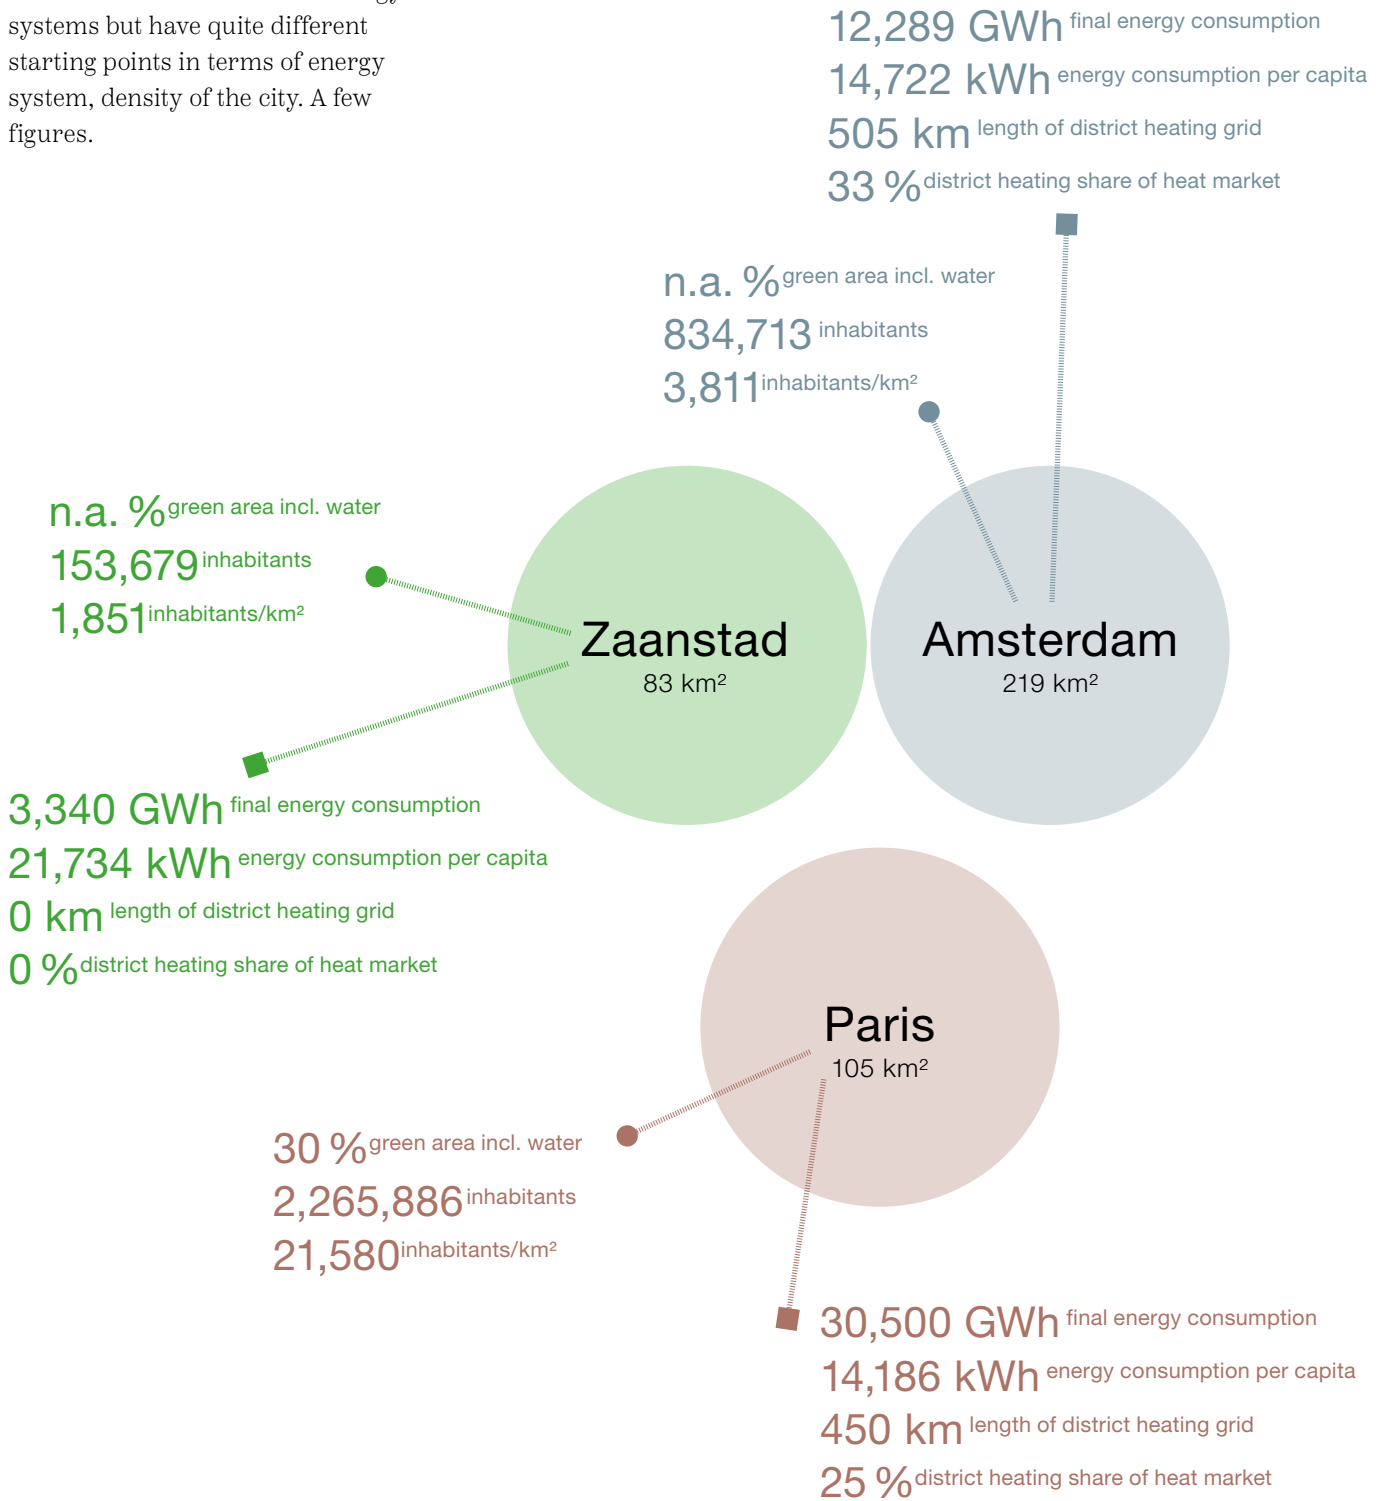 systems but have quite different
starting points in terms of energy
system, density of the city. A few
figures.
12,289 GWh final energy consumption
14,722 kWh energy consumption per capita
505 km length of district heating grid
33 % district heating share of heat market
n.a. % green area incl. water
834,713 inhabitants
3,811 inhabitants/km²
n.a. % green area incl. water
153,679 inhabitants
1,851 inhabitants/km²
Zaanstad
83 km²
Amsterdam
219 km²
3,340 GWh final energy consumption
21,734 kWh energy consumption per capita
0 km length of district heating grid
0 % district heating share of heat market
Paris
105 km²
30 % green area incl. water
2,265,886 inhabitants
21,580 inhabitants/km²
30,500 GWh final energy consumption
14,186 kWh energy consumption per capita
450 km length of district heating grid
25 % district heating share of heat market